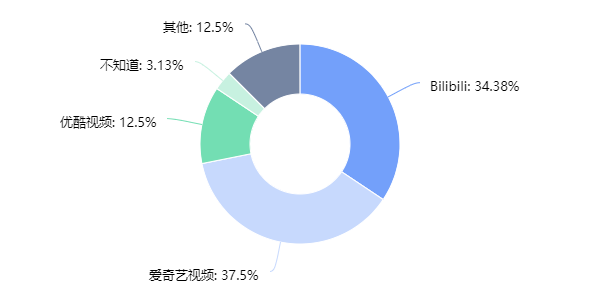 其他: 12.5%
不知道: 3.13%
Bilibili: 34.38%
优酷视频: 12.5%
爱奇艺视频: 37.5%